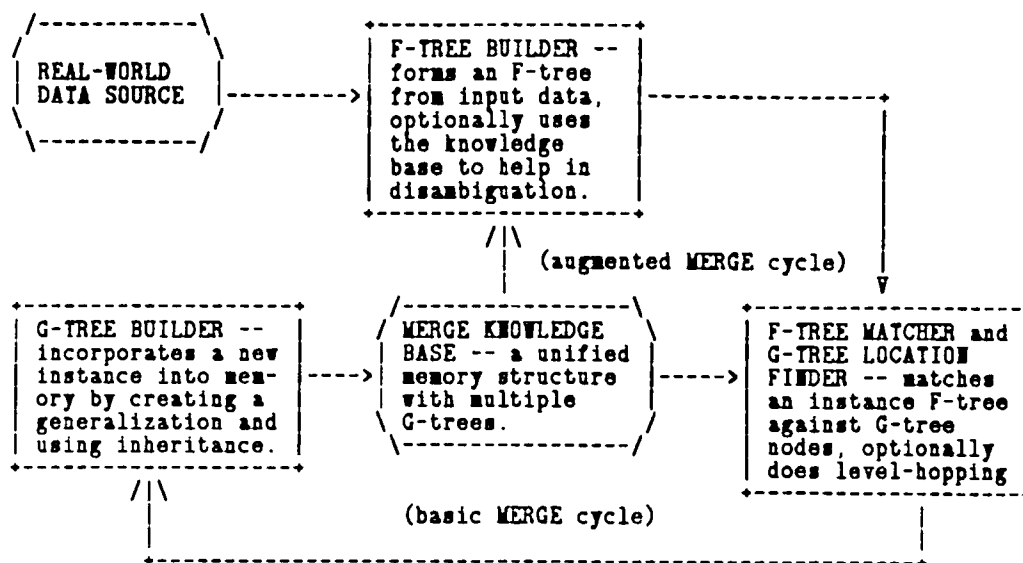 REAL-WORLD
DATA SOURCE
F-TREE BUILDER --
forms an F-tree
from input data,
optionally uses
the knowledge
base to help in
disambiguation.
(augmented MERGE cycle)
G-TREE BUILDER --
incorporates a new
instance into mem-
ory by creating a
generalization and
using inheritance.
MERGE KNOWLEDGE
BASE -- a unified
memory structure
with multiple
G-trees.
F-TREE MATCHER and
G-TREE LOCATION
FINDER -- matches
an instance F-tree
against G-tree
nodes, optionally
does level-hopping
(basic MERGE cycle)